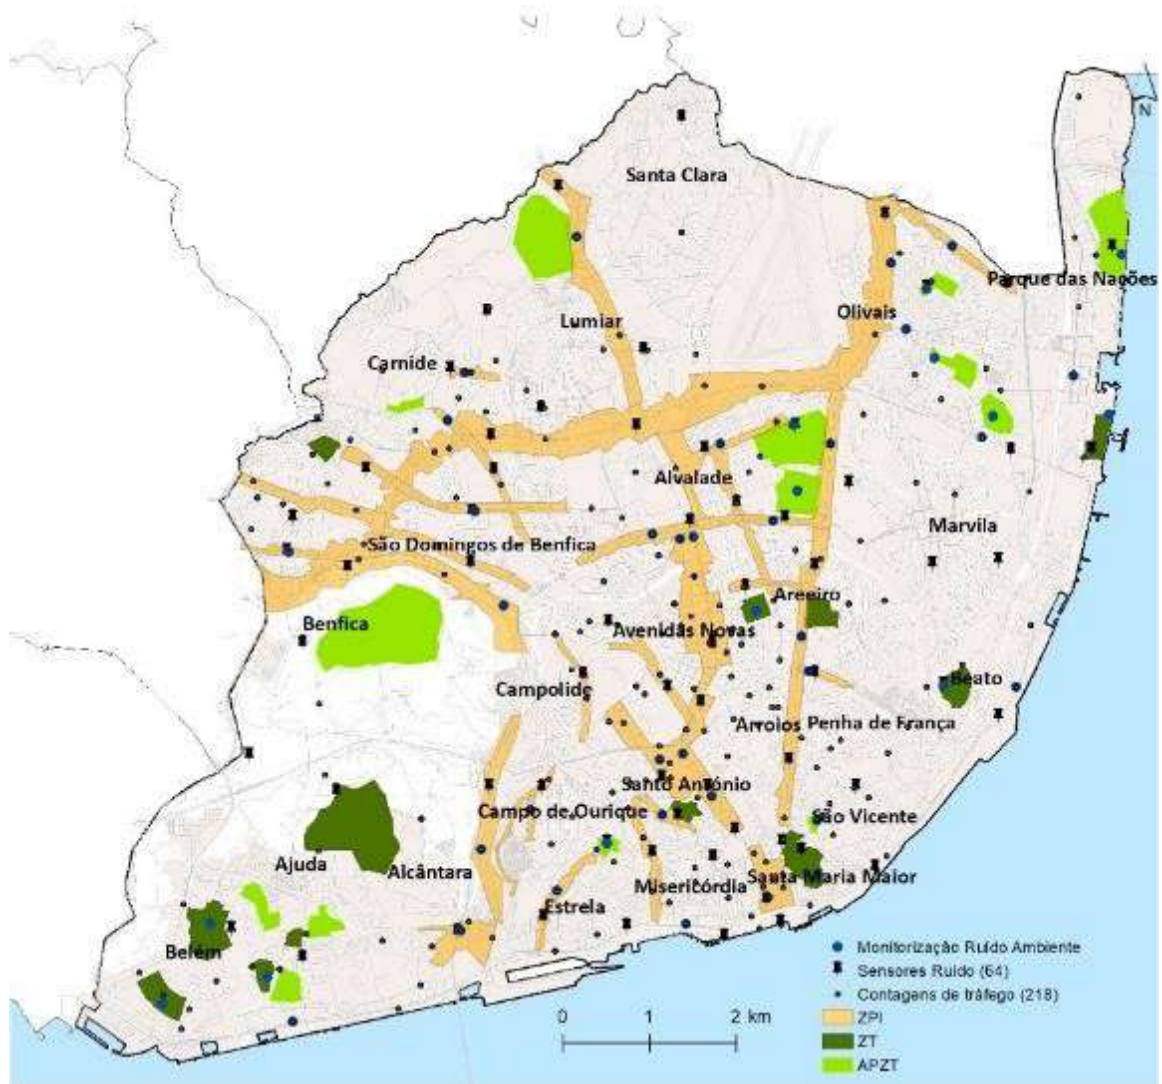 N
Santa Clara
Parque das Nações
Olivais
Lumiar
Carnide
Alvalade
Marvila
São Domingos de Benfica
Areeiro
Benfica
Avenidas Novas
Beato
Campolide
Arroios
Penha de França
Santo António
Campo de Ourique
São Vicente
Ajuda
Alcântara
Santa Maria Maior
Misericórdia
Estrela
Belém
Monitorização Ruído Ambiente
Sensores Ruído (64)
Contagens de tráfego (218)
0 1 2 km
ZPI
ZT
APZT